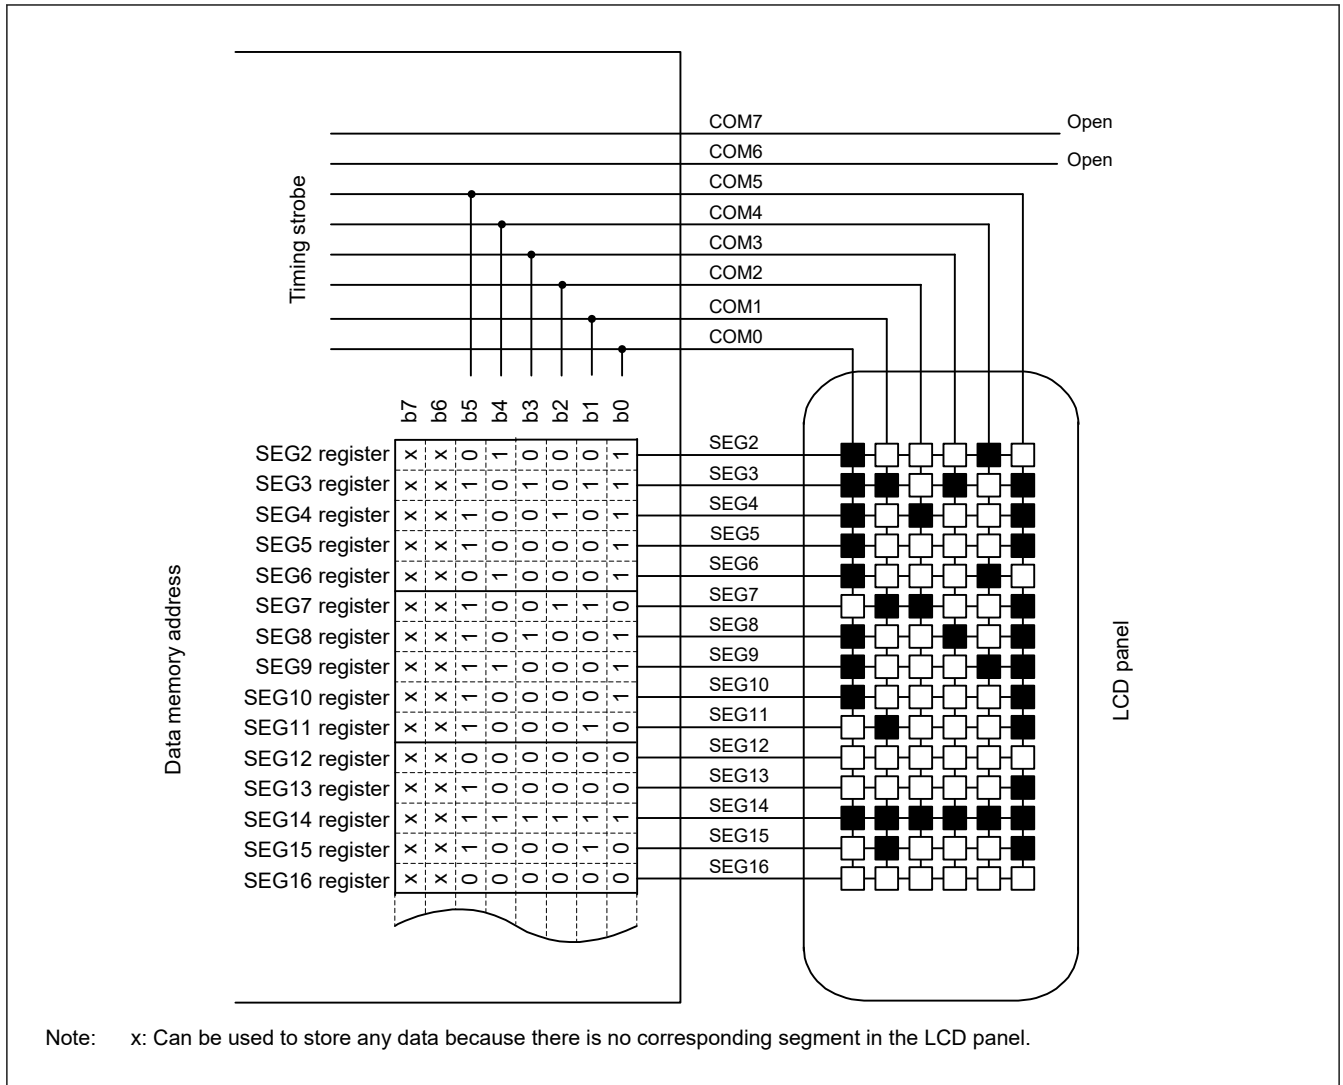 COM7 Open
COM6 Open
COM5
COM4
COM3
COM2
COM1
COM0
Timing strobe
b7 b6 b5 b4 b3 b2 b1 b0
SEG2 register x x 0 1 0 0 0 1 SEG2
SEG3 register x x 1 0 1 0 1 1 SEG3
SEG4 register x x 1 0 0 1 0 1 SEG4
SEG5 register x x 1 0 0 0 0 1 SEG5
SEG6 register x x 0 1 0 0 0 1 SEG6
SEG7 register x x 1 0 0 1 1 0 SEG7
SEG8 register x x 1 0 1 0 0 1 SEG8
SEG9 register x x 1 1 0 0 0 1 SEG9
SEG10 register x x 1 0 0 0 0 1 SEG10
SEG11 register x x 1 0 0 0 1 0 SEG11
SEG12 register x x 0 0 0 0 0 0 SEG12
SEG13 register x x 1 0 0 0 0 0 SEG13
SEG14 register x x 1 1 1 1 1 1 SEG14
SEG15 register x x 1 0 0 0 1 0 SEG15
SEG16 register x x 0 0 0 0 0 0 SEG16
Data memory address
LCD panel
Note: x: Can be used to store any data because there is no corresponding segment in the LCD panel.